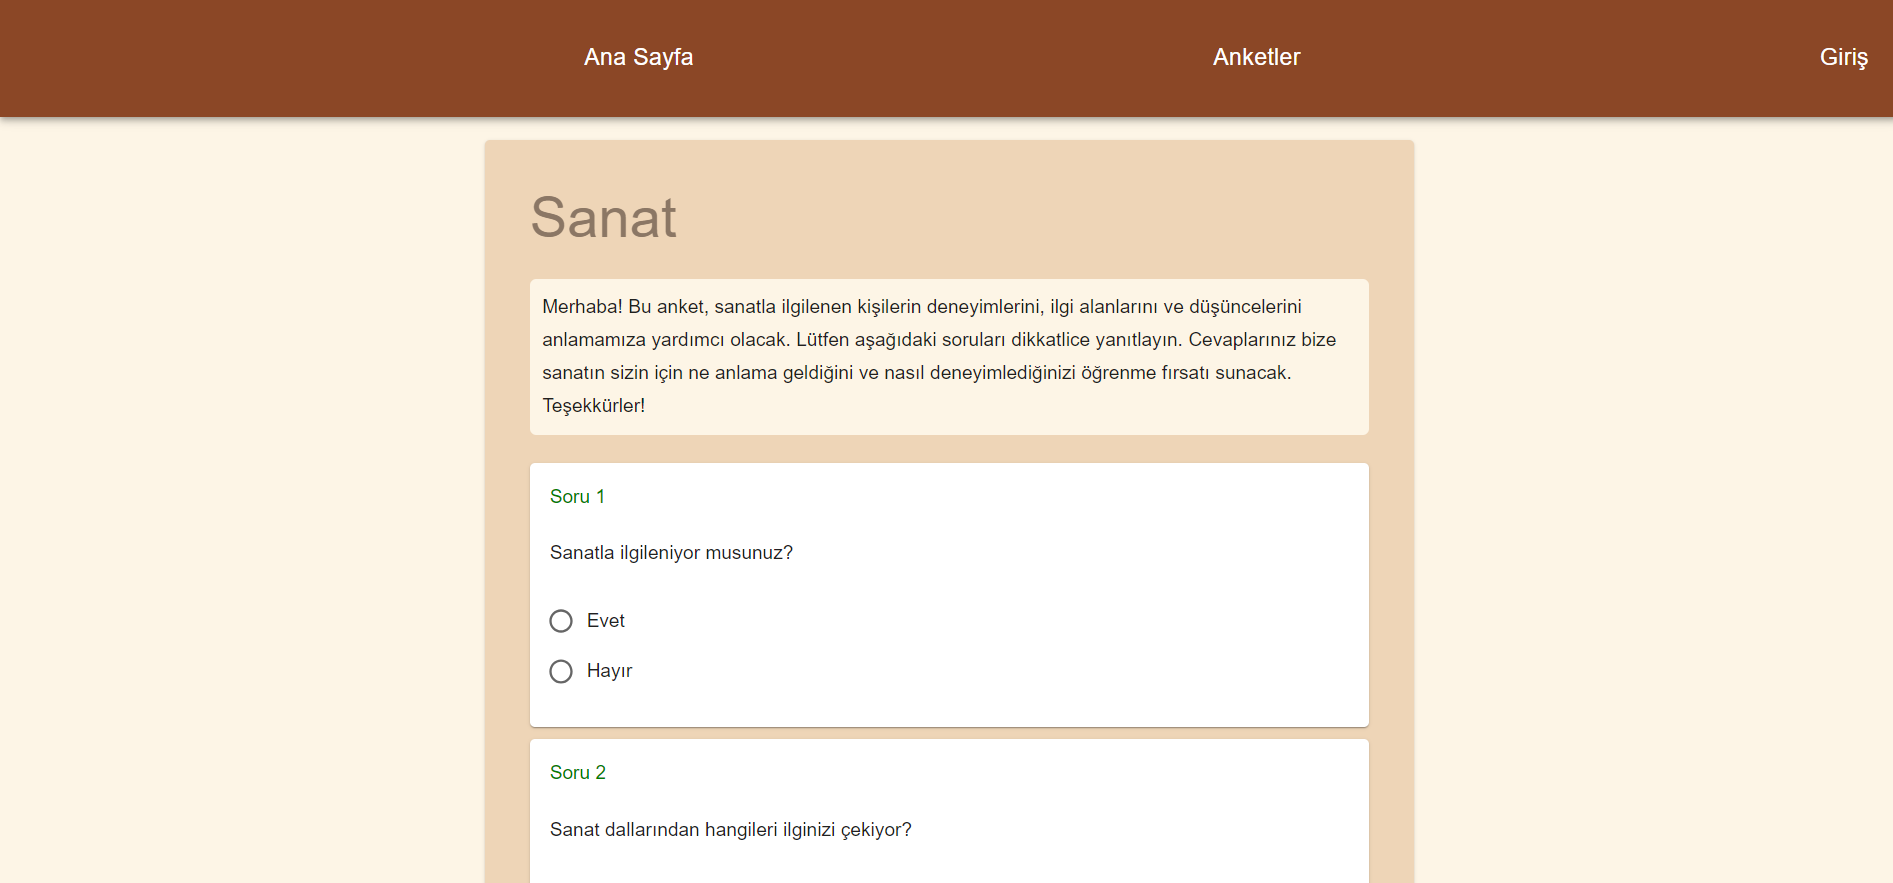 Ana Sayfa
Anketler
Giriş
Sanat
Merhaba! Bu anket, sanatla ilgilenen kişilerin deneyimlerini, ilgi alanlarını ve düşüncelerini
anlamamıza yardımcı olacak. Lütfen aşağıdaki soruları dikkatlice yanıtlayın. Cevaplarınız bize
sanatın sizin için ne anlama geldiğini ve nasıl deneyimlediğinizi öğrenme fırsatı sunacak.
Teşekkürler!
Soru 1
Sanatla ilgileniyor musunuz?
Evet
Hayır
Soru 2
Sanat dallarından hangileri ilginizi çekiyor?